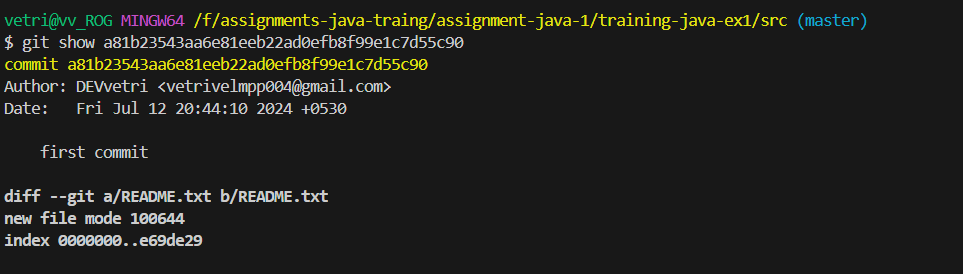 vetri@vv_ROG MINGW64 /f/assignments-java-traing/assignment-java-1/training-java-ex1/src (master)
$ git show a81b23543aa6e81eeb22ad0efb8f99e1c7d55c90
commit a81b23543aa6e81eeb22ad0efb8f99e1c7d55c90
Author: DEVvetri <vetrivelmpp004@gmail.com>
Date:   Fri Jul 12 20:44:10 2024 +0530
    first commit
diff --git a/README.txt b/README.txt
new file mode 100644
index 0000000..e69de29